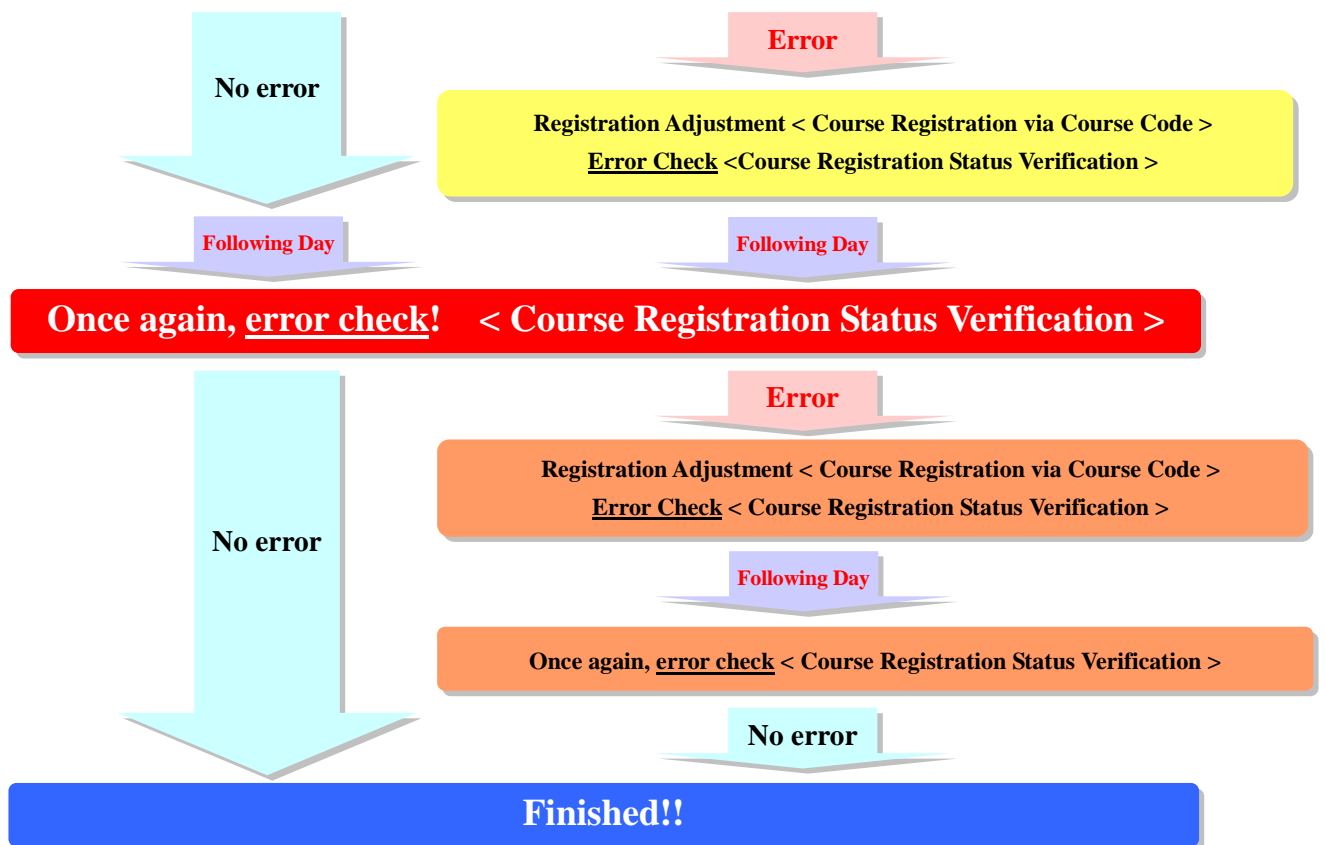 Error
No error
Registration Adjustment < Course Registration via Course Code >
Error Check <Course Registration Status Verification >
Following Day
Following Day
Once again, error check! < Course Registration Status Verification >
Error
Registration Adjustment < Course Registration via Course Code >
Error Check < Course Registration Status Verification >
No error
Following Day
Once again, error check < Course Registration Status Verification >
No error
Finished!!